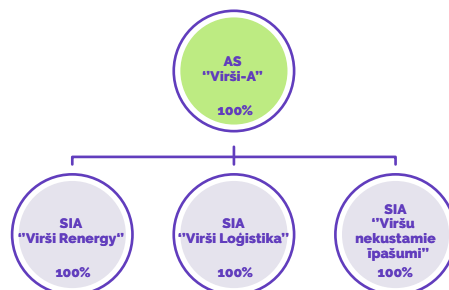 AS
‘’Virši-A’’
100%
SIA
‘’Virši Renergy’’
100%
SIA
‘’Virši Loģistika’’
100%
SIA
‘’Viršu
nekustamie
īpašumi’’
100%